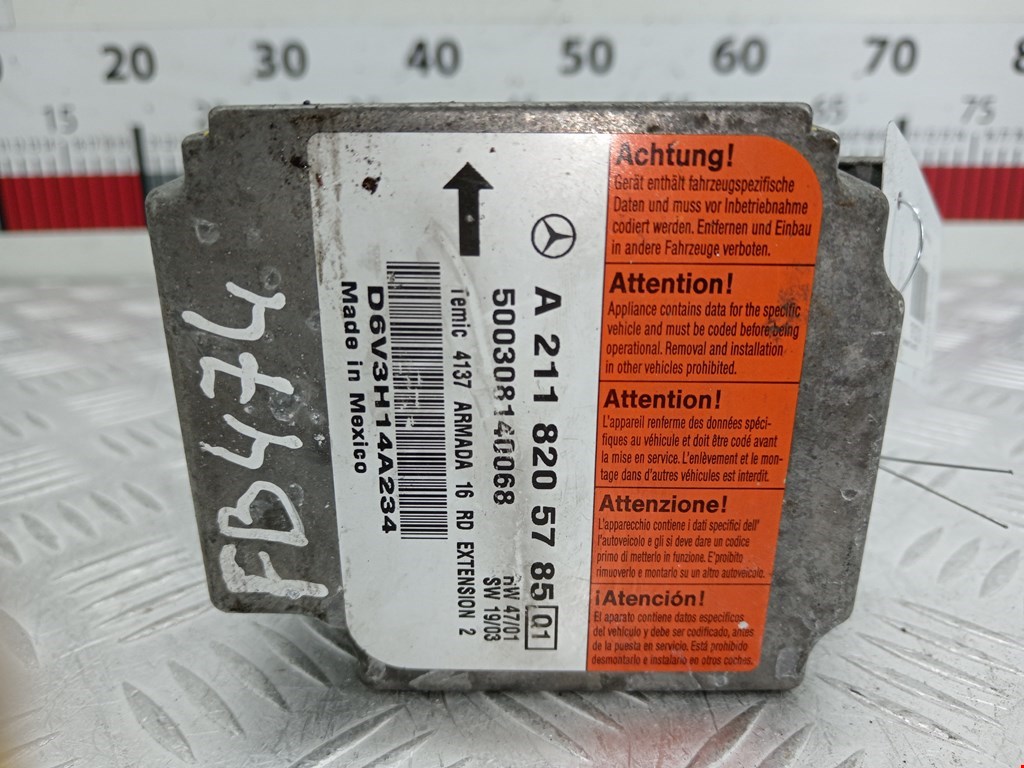 20 30 40 50 60 70 80
15 65 75
A 211 820 57 85 Q1
500308140068
HW 47/01
SW 19/03
Temic 4137 ARMADA 16 RD EXTENSION 2
D6V3H14A234
Made in Mexico
Achtung!
Gerät enthält fahrzeugspezifische
Daten und muss vor Inbetriebnahme
codiert werden. Entfernen und Einbau
in andere Fahrzeuge verboten.
Attention!
Appliance contains data for the specific
vehicle and must be coded before being
operational. Removal and installation
in other vehicles prohibited.
Attention!
L'appareil renferme des données spéci-
fiques au véhicule et doit être codé avant
la mise en service. L'enlèvement et le mon-
tage dans d'autres véhicules est interdit.
Attenzione!
L'apparecchio contiene i dati specifici dell'
l'autoveicolo e gli si deve dare un codice
primo di metterlo in funzione. E'proibito
rimuoverlo e montarlo su un altro autoveicolo.
¡Atención!
El aparato contiene datos específicos
del vehículo y debe ser codificado, antes
de la puesta en servicio. Está prohibido
desmontarlo e instalarlo en otros coches.